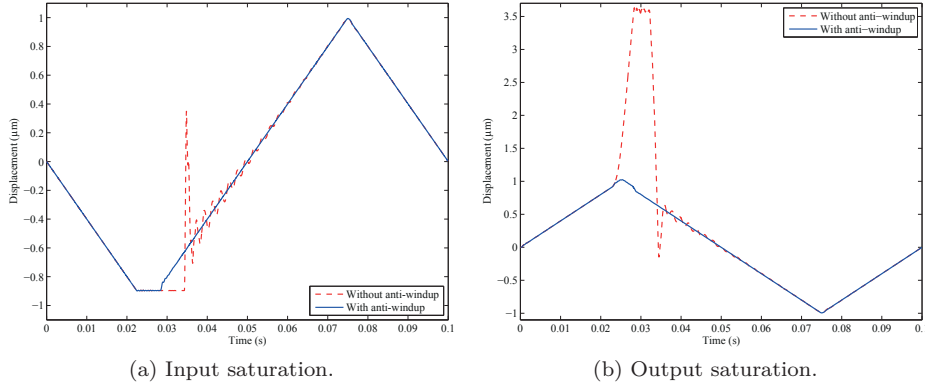 1
0.8
0.6
0.4
0.2
0
−0.2
−0.4
−0.6
−0.8
−1
Displacement (µm)
0 0.01 0.02 0.03 0.04 0.05 0.06 0.07 0.08 0.09 0.1
Time (s)
Without anti-windup
With anti-windup
(a) Input saturation.
3.5
3
2.5
2
1.5
1
0.5
0
−0.5
−1
Displacement (µm)
0 0.01 0.02 0.03 0.04 0.05 0.06 0.07 0.08 0.09 0.
Time (s)
Without anti−windup
With anti−windup
(b) Output saturation.